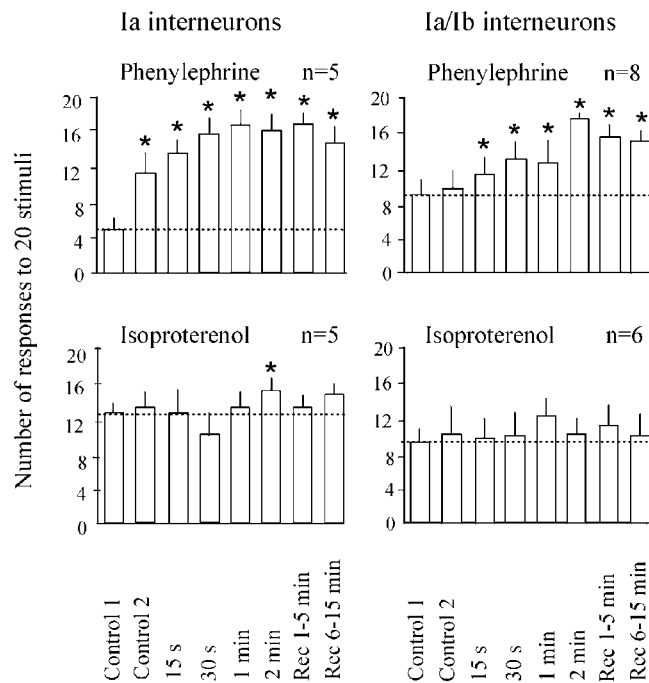 Ia interneurons
Ia/Ib interneurons
Phenylephrine n=5
Phenylephrine n=8
Number of responses to 20 stimuli
20
16
12
8
4
0
* * * * * * *
20
16
12
8
4
0
* * * * * *
Isoproterenol n=5
Isoproterenol n=6
20
16
12
8
4
0
*
20
16
12
8
4
0
Control 1
Control 2
15 s
30 s
1 min
2 min
Rec 1-5 min
Rec 6-15 min
Control 1
Control 2
15 s
30 s
1 min
2 min
Rec 1-5 min
Rec 6-15 min